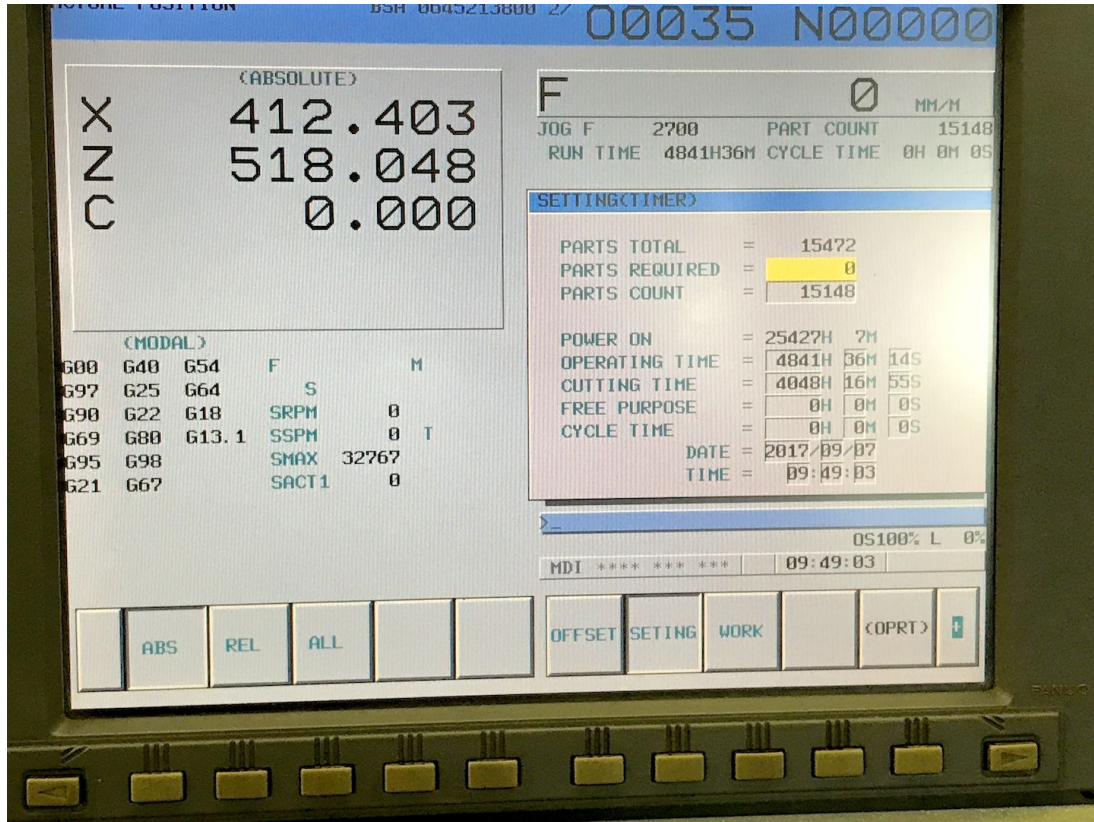 ACTUAL POSITION
O0035 N00000
(ABSOLUTE)
X 412.403
Z 518.048
C 0.000
F 0 MM/M
JOG F 2700 PART COUNT 15148
RUN TIME 4841H36M CYCLE TIME 0H 0M 0S
SETTING(TIMER)
PARTS TOTAL = 15472
PARTS REQUIRED = 0
PARTS COUNT = 15148
POWER ON = 25427H 7M
OPERATING TIME = 4841H 36M 14S
CUTTING TIME = 4048H 16M 55S
FREE PURPOSE = 0H 0M 0S
CYCLE TIME = 0H 0M 0S
DATE = 2017/09/07
TIME = 09:49:03
(MODAL)
G00 G40 G54 F M
G97 G25 G64 S
G90 G22 G18 SRPM 0
G69 G80 G13.1 SSPM 0 T
G95 G98 SMAX 32767
G21 G67 SACT1 0
>_
OS100% L 0%
MDI **** *** *** 09:49:03
ABS REL ALL
OFFSET SETING WORK (OPRT) +
FANUC